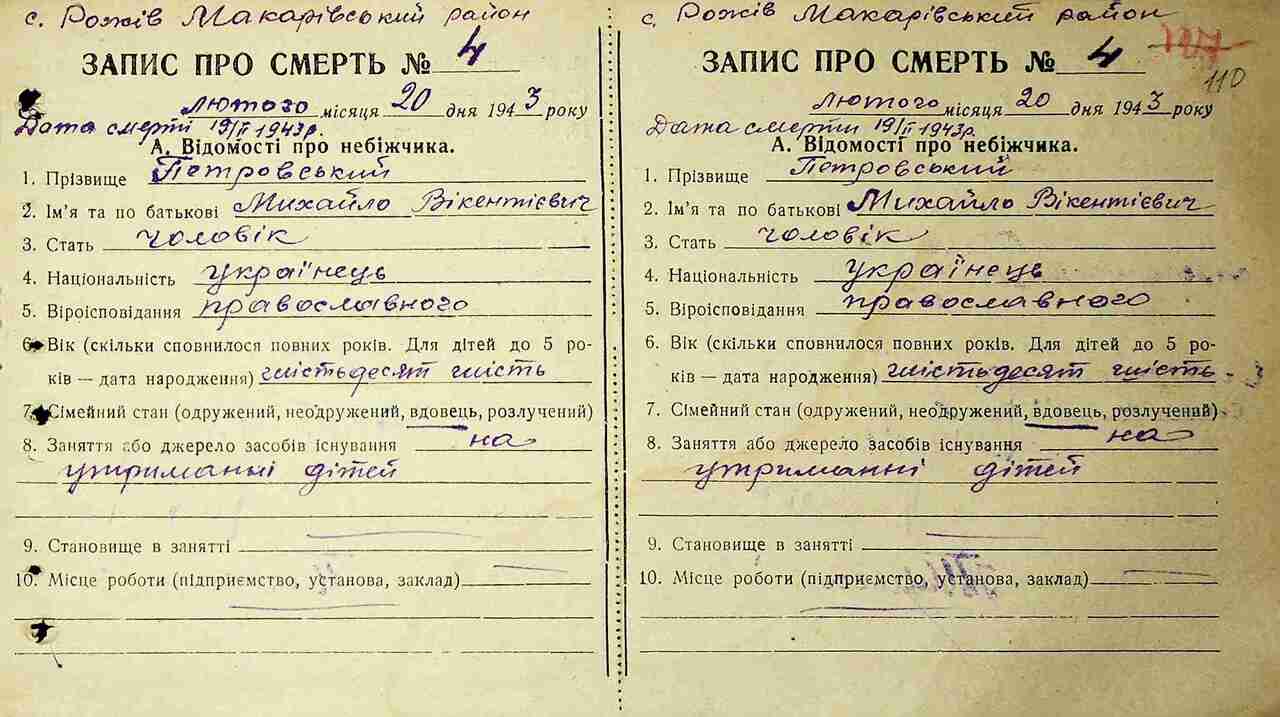 с. Рожів Макарівський район
ЗАПИС ПРО СМЕРТЬ № 4
лютого місяця 20 дня 1943 року
Дата смерти 19/II 1943 р.
А. Відомості про небіжчика.
1. Прізвище Петровський
2. Ім'я та по батькові Михайло Вікентієвич
3. Стать чоловік
4. Національність українець
5. Віроісповідання православного
6. Вік (скільки сповнилося повних років. Для дітей до 5 ро-
ків — дата народження) шістьдесят шість
7. Сімейний стан (одружений, неодружений, вдовець, розлучений)
8. Заняття або джерело засобів існування на
утриманні дітей
9. Становище в занятті
10. Місце роботи (підприємство, установа, заклад)
с. Рожів Макарівський район
ЗАПИС ПРО СМЕРТЬ № 4
110
лютого місяця 20 дня 1943 року
Дата смерти 19/II 1943 р.
А. Відомості про небіжчика.
1. Прізвище Петровський
2. Ім'я та по батькові Михайло Вікентієвич
3. Стать чоловік
4. Національність українець
5. Віроісповідання православного
6. Вік (скільки сповнилося повних років. Для дітей до 5 ро-
ків — дата народження) шістьдесят шість
7. Сімейний стан (одружений, неодружений, вдовець, розлучений)
8. Заняття або джерело засобів існування на
утриманні дітей
9. Становище в занятті
10. Місце роботи (підприємство, установа, заклад)